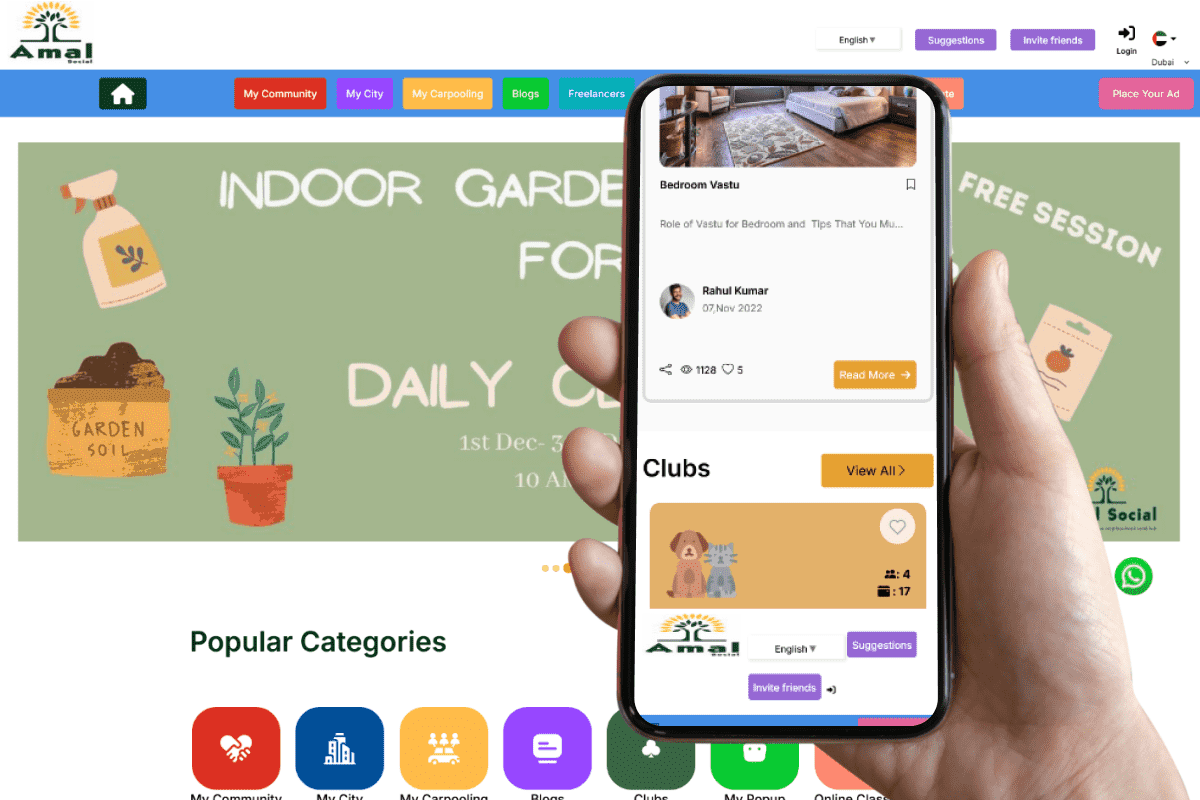 Amal
Social
English
Suggestions
Invite friends
Login
Dubai
My Community
My City
My Carpooling
Blogs
Freelancers
Place Your Ad
INDOOR GARDE
FOR
FREE SESSION
DAILY
1st Dec- 3
10 A
GARDEN
SOIL
Social
Bedroom Vastu
Role of Vastu for Bedroom and Tips That You Mu...
Rahul Kumar
07,Nov 2022
1128 5
Read More
Clubs
View All
: 4
: 17
Amal
Social
English
Suggestions
Invite friends
Popular Categories
My Community
My City
My Carpooling
Blogs
Clubs
My Popup
Online Class